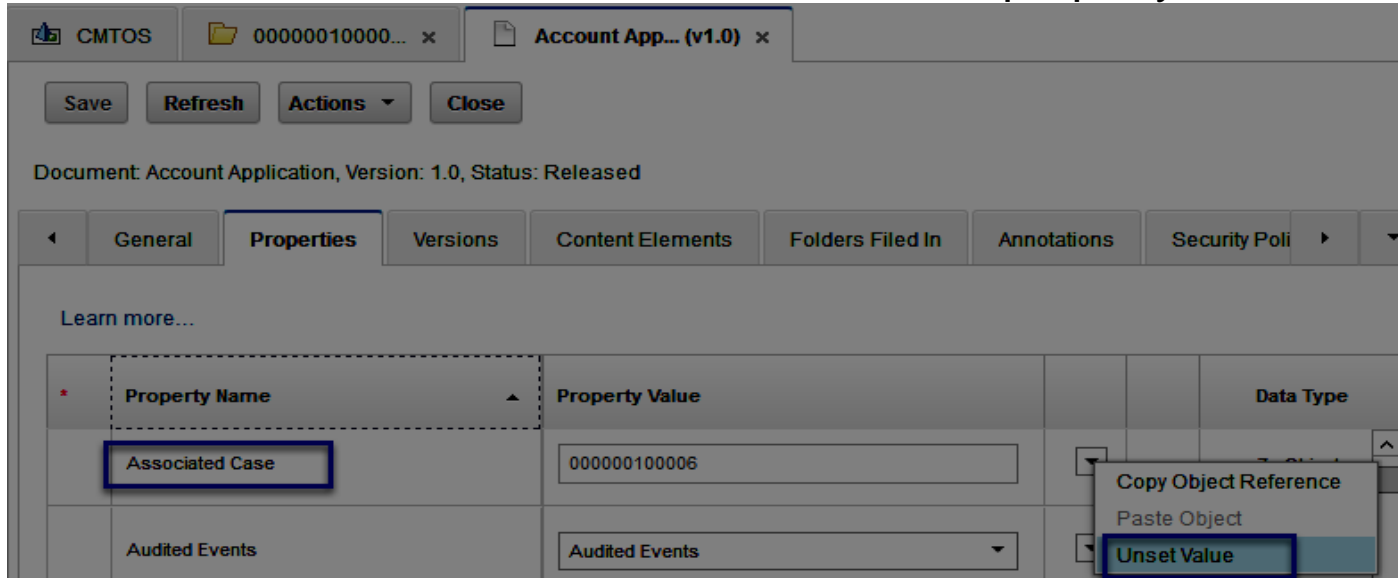 CMTOS 00000010000... × Account App... (v1.0) ×
Save Refresh Actions Close
Document: Account Application, Version: 1.0, Status: Released
General Properties Versions Content Elements Folders Filed In Annotations Security Poli
Learn more...
* Property Name Property Value Data Type
Associated Case 000000100006
Copy Object Reference
Paste Object
Audited Events Audited Events
Unset Value